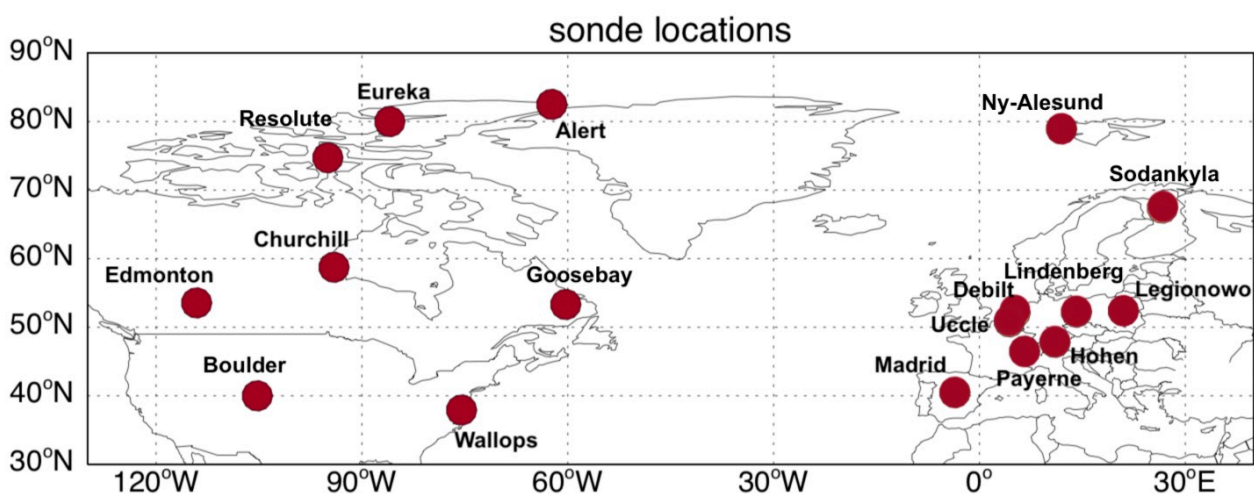 sonde locations
90°N
80°N
70°N
60°N
50°N
40°N
30°N
Eureka
Resolute
Alert
Ny-Alesund
Sodankyla
Churchill
Edmonton
Goosebay
Lindenberg
Debilt
Legionowo
Uccle
Boulder
Madrid
Hohen
Payerne
Wallops
120°W
90°W
60°W
30°W
0°
30°E